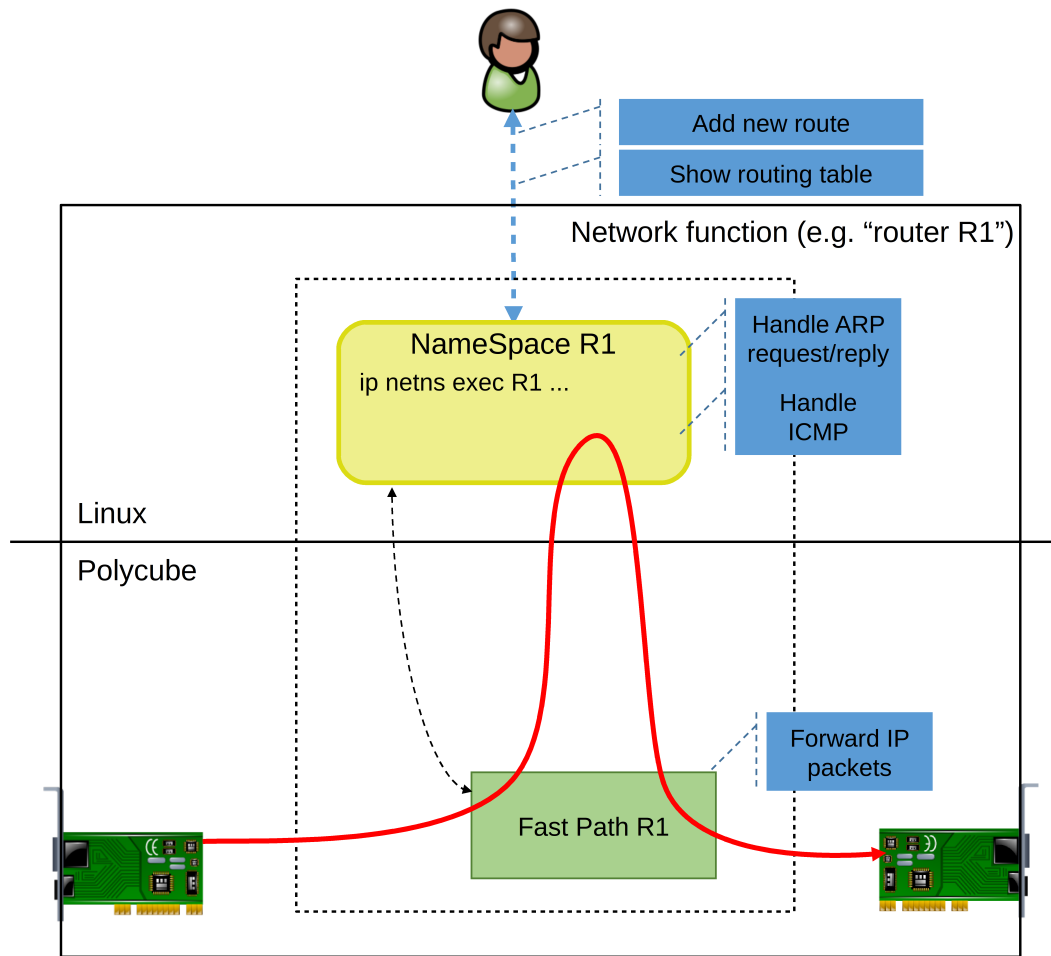 Add new route
Show routing table
Network function (e.g. “router R1”)
NameSpace R1
ip netns exec R1 ...
Handle ARP
request/reply
Handle
ICMP
Linux
Polycube
Forward IP
packets
Fast Path R1